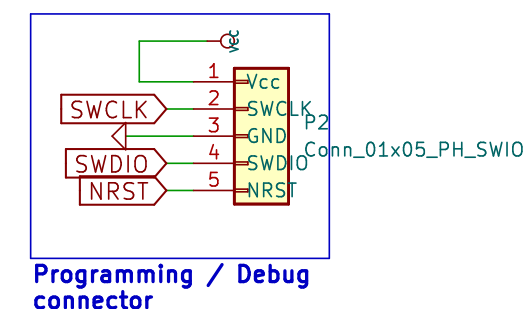 Vcc
1 Vcc
SWCLK 2 SWCLK
P2
3 GND
Conn_01x05_PH_SWIO
SWDIO 4 SWDIO
NRST 5 NRST
Programming / Debug
connector